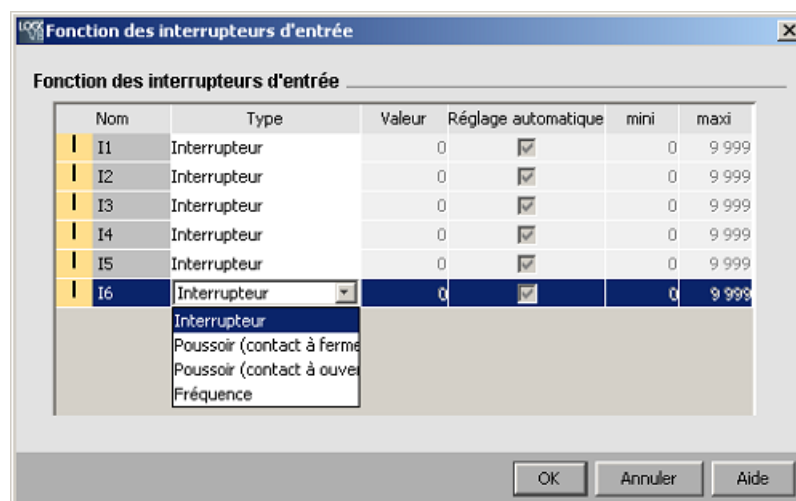 Fonction des interrupteurs d'entrée
Fonction des interrupteurs d'entrée
Nom Type Valeur Réglage automatique mini maxi
I I1 Interrupteur 0 0 9 999
I I2 Interrupteur 0 0 9 999
I I3 Interrupteur 0 0 9 999
I I4 Interrupteur 0 0 9 999
I I5 Interrupteur 0 0 9 999
I I6 Interrupteur 0 0 9 999
Interrupteur
Poussoir (contact à ferme
Poussoir (contact à ouver
Fréquence
OK Annuler Aide